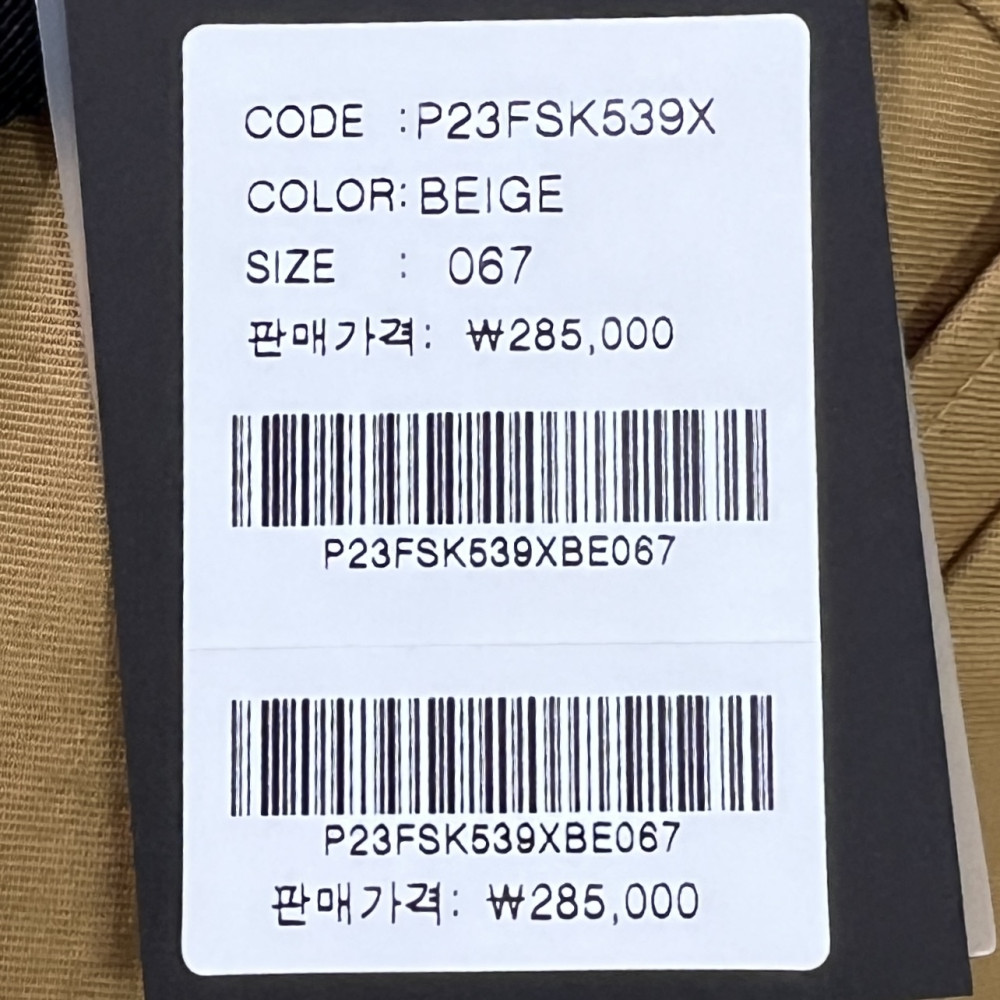 CODE :P23FSK539X
COLOR:BEIGE
SIZE : 067
판매가격: ₩285,000
P23FSK539XBE067
P23FSK539XBE067
판매가격: ₩285,000